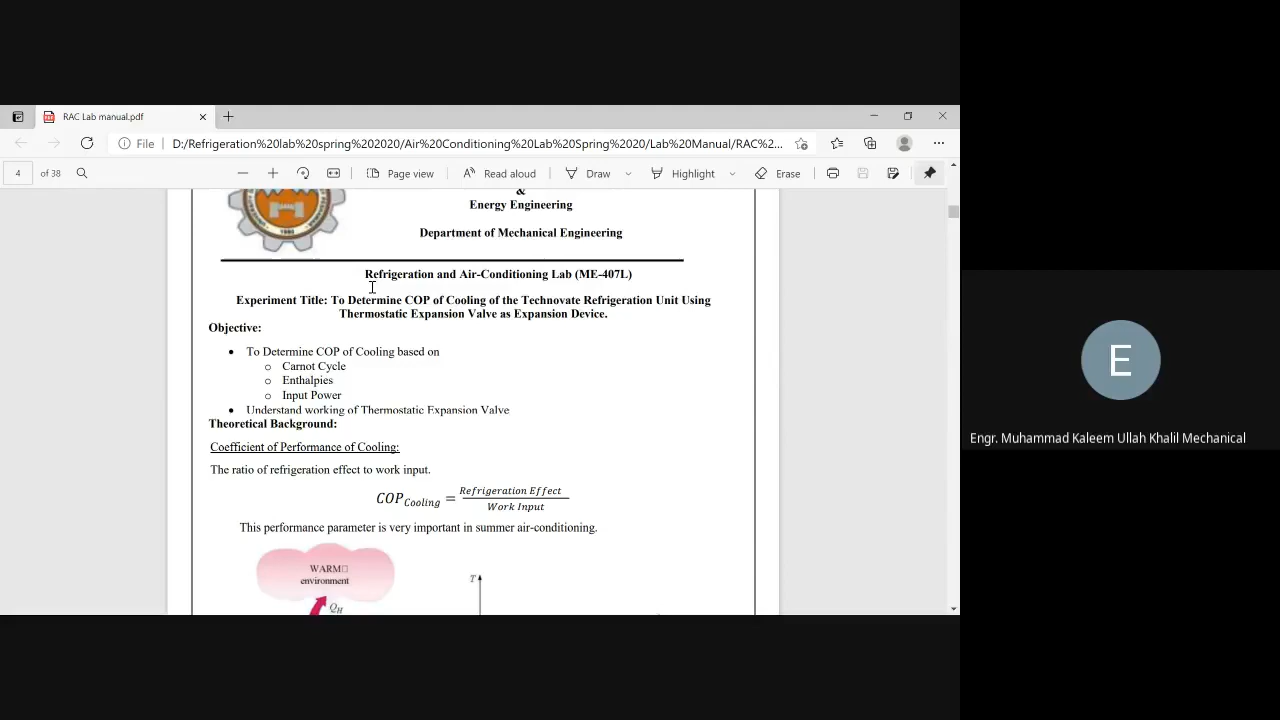 RAC Lab manual.pdf
File D:/Refrigeration%20lab%20spring%202020/Air%20Conditioning%20Lab%20Spring%2020/Lab%20Manual/RAC%2...
4 of 38 Page view Read aloud Draw Highlight Erase
&
Energy Engineering
Department of Mechanical Engineering
Refrigeration and Air-Conditioning Lab (ME-407L)
Experiment Title: To Determine COP of Cooling of the Technovate Refrigeration Unit Using
Thermostatic Expansion Valve as Expansion Device.
Objective:
• To Determine COP of Cooling based on
o Carnot Cycle
o Enthalpies
o Input Power
• Understand working of Thermostatic Expansion Valve
Theoretical Background:
Coefficient of Performance of Cooling:
The ratio of refrigeration effect to work input.
COP Cooling = Refrigeration Effect / Work Input
This performance parameter is very important in summer air-conditioning.
WARM
environment
T
QH
E
Engr. Muhammad Kaleem Ullah Khalil Mechanical